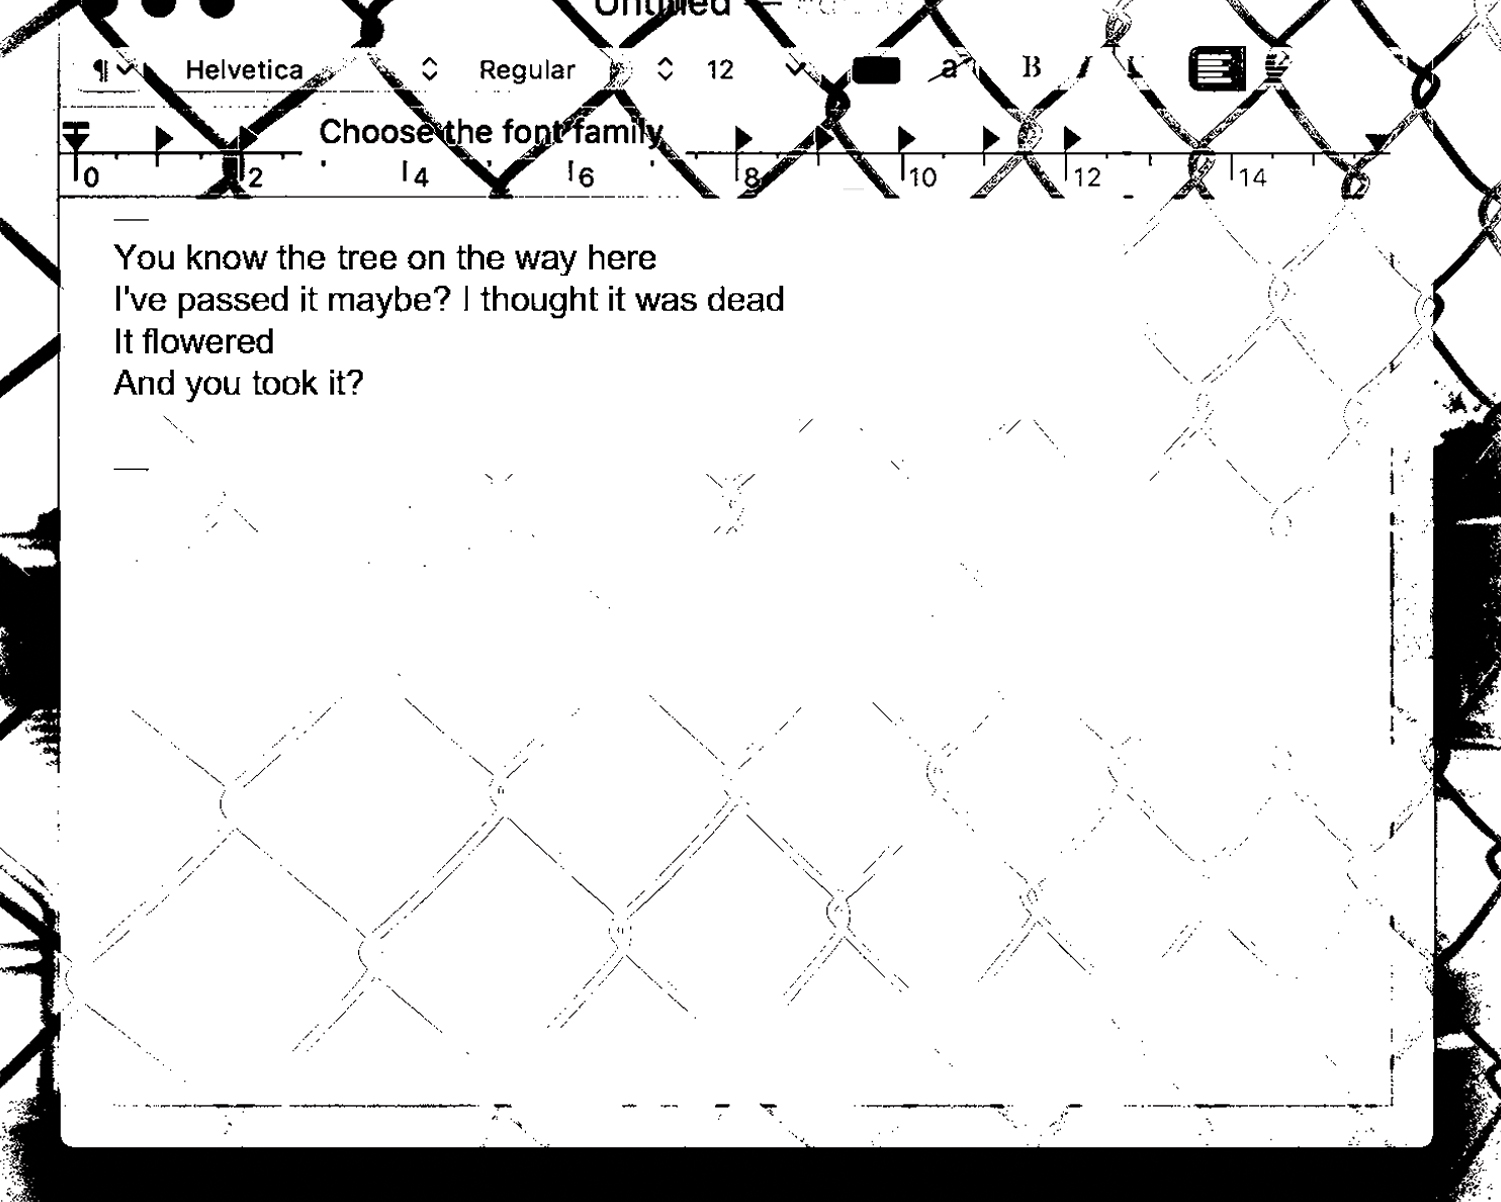 Untitled —
¶ Helvetica Regular 12 a B I U
Choose the font family
0 2 4 6 8 10 12 14
—
You know the tree on the way here
I've passed it maybe? I thought it was dead
It flowered
And you took it?
—